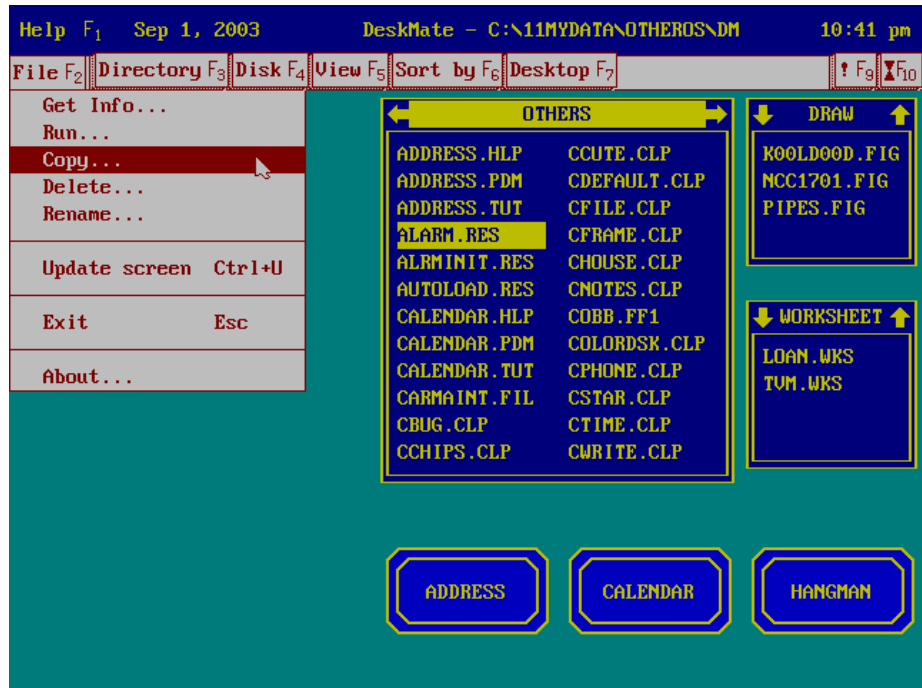 Help F1 Sep 1, 2003 DeskMate - C:\11MYDATA\OTHEROS\DM 10:41 pm
File F2 Directory F3 Disk F4 View F5 Sort by F6 Desktop F7 ! F9 F10
Get Info...
Run...
Copy...
Delete...
Rename...
Update screen Ctrl+U
Exit Esc
About...
OTHERS
ADDRESS.HLP CCUTE.CLP
ADDRESS.PDM CDEFAULT.CLP
ADDRESS.TUT CFILE.CLP
ALARM.RES CFRAME.CLP
ALRMINIT.RES CHOUSE.CLP
AUTOLOAD.RES CNOTES.CLP
CALENDAR.HLP COBB.FF1
CALENDAR.PDM COLORDSK.CLP
CALENDAR.TUT CPHONE.CLP
CARMAINT.FIL CSTAR.CLP
CBUG.CLP CTIME.CLP
CCHIPS.CLP CWRITE.CLP
DRAW
K00LD00D.FIG
NCC1701.FIG
PIPES.FIG
WORKSHEET
LOAN.WKS
TVM.WKS
ADDRESS CALENDAR HANGMAN